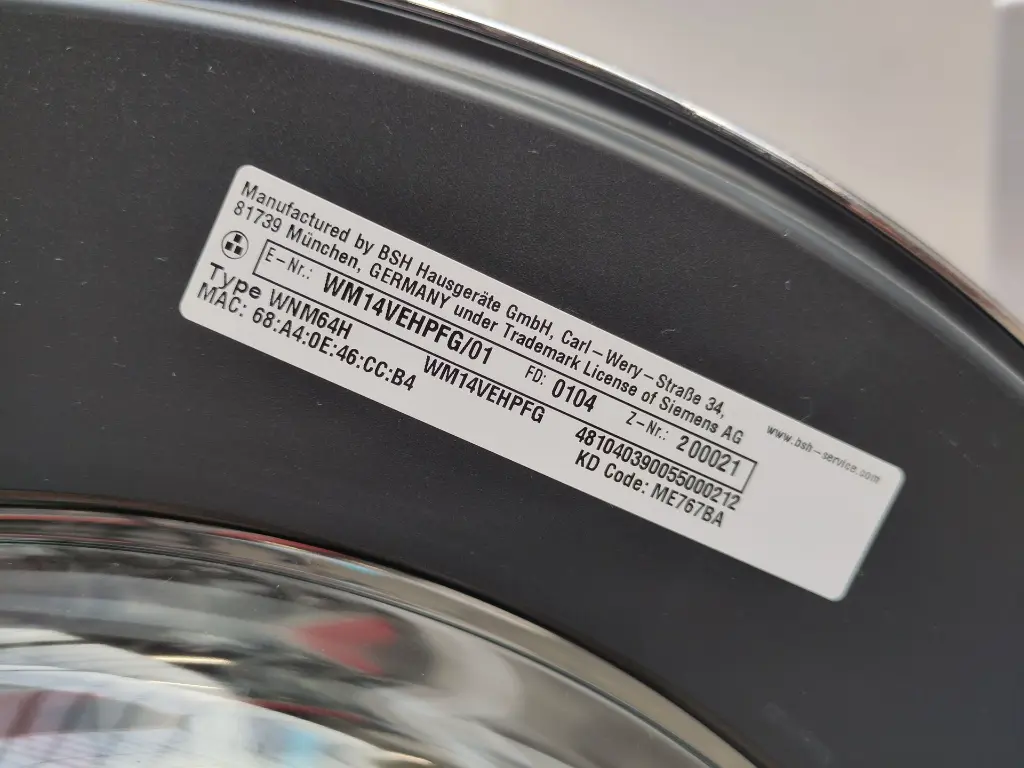 Manufactured by BSH Hausgeräte GmbH, Carl-Wery-Straße 34,
81739 München, GERMANY under Trademark License of Siemens AG
www.bsh-service.com
E-Nr.: WM14VEHPFG/01 FD: 0104 Z-Nr.: 200021
Type WNM64H WM14VEHPFG 481040390055000212
MAC: 68:A4:0E:46:CC:B4 KD Code: ME767BA